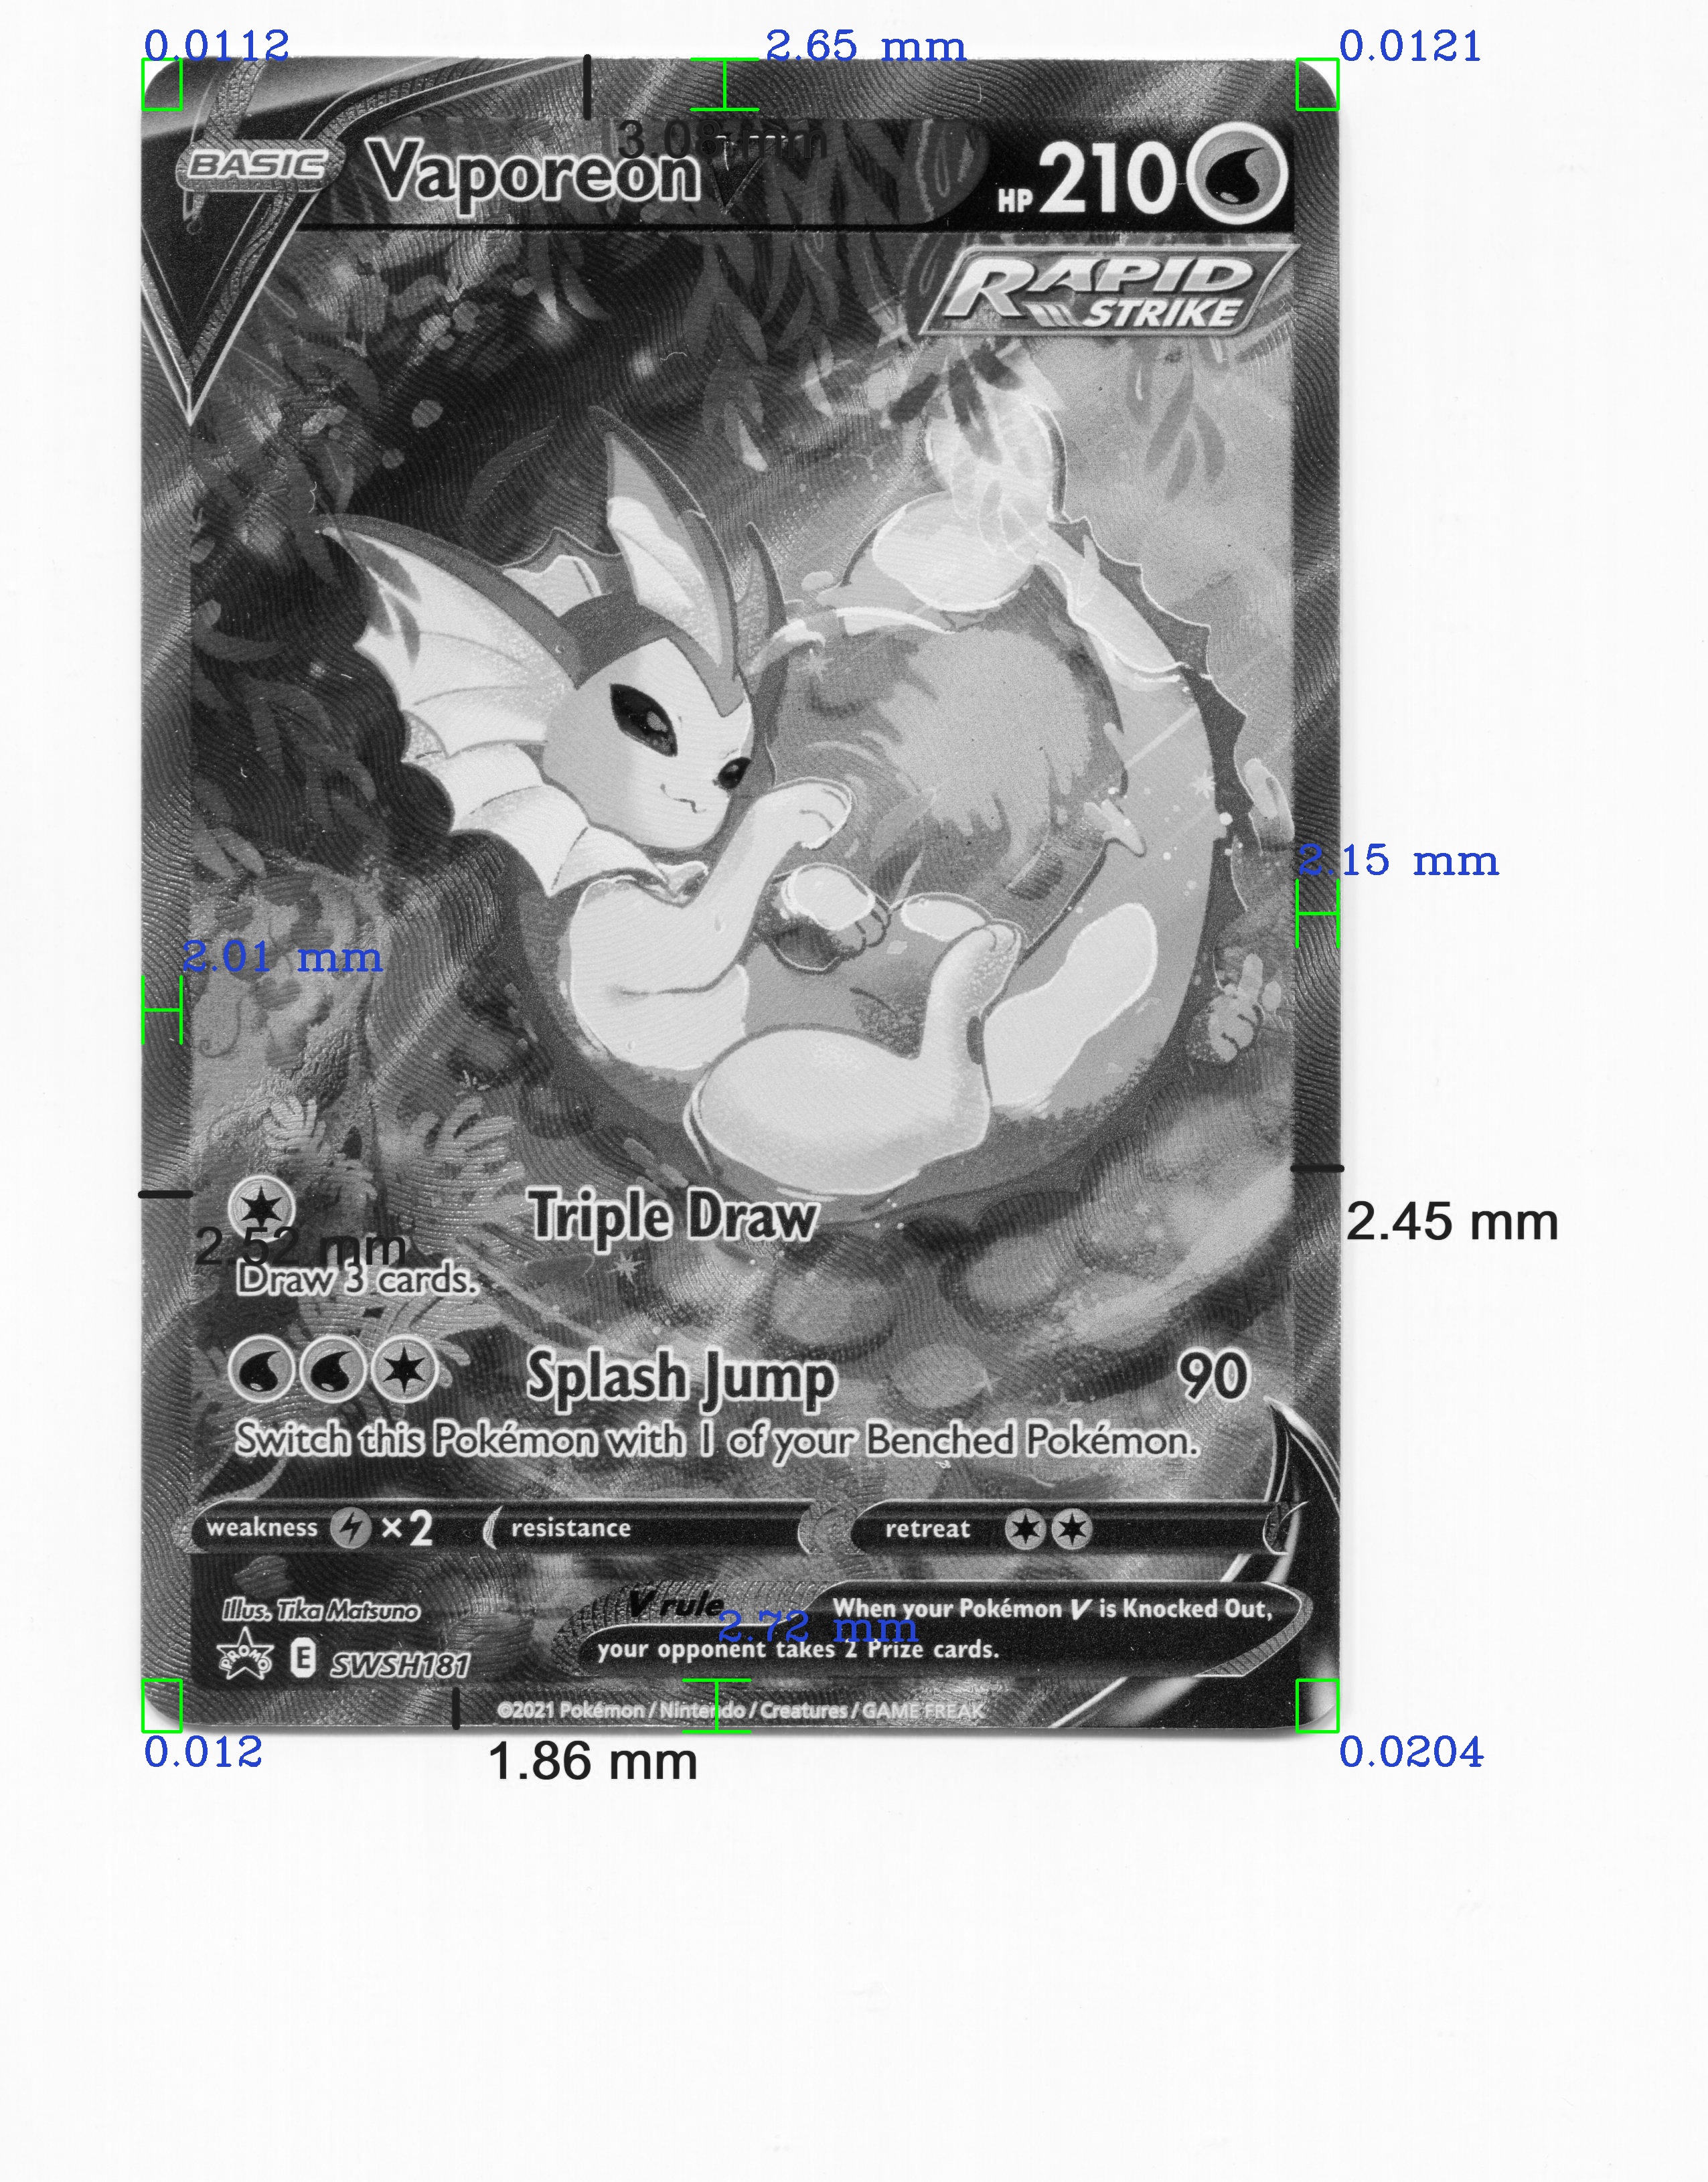 0.0112 2.65 mm 0.0121
3.08 mm
BASIC Vaporeon V HP 210
RAPID
STRIKE
2.15 mm
2.01 mm
Triple Draw
2.45 mm
2.52 mm
Draw 3 cards.
Splash Jump 90
Switch this Pokémon with 1 of your Benched Pokémon.
weakness ×2 resistance retreat
Illus. Tika Matsuno
V rule When your Pokémon V is Knocked Out,
2.72 mm
your opponent takes 2 Prize cards.
PROMO E SWSH181
©2021 Pokémon / Nintendo / Creatures / GAME FREAK
0.012 1.86 mm 0.0204